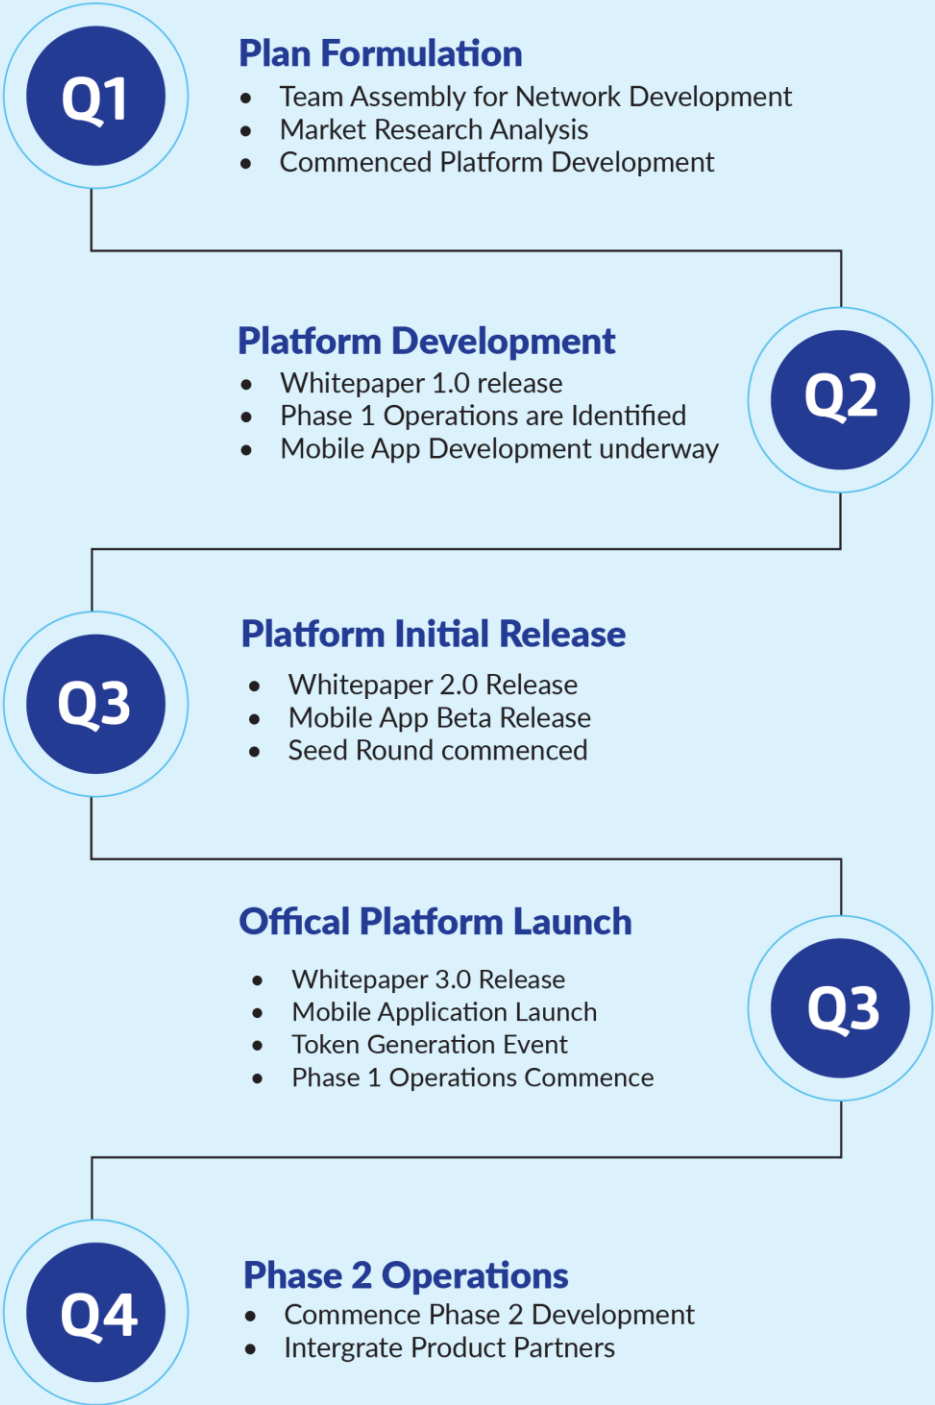 Q1
Plan Formulation
• Team Assembly for Network Development
• Market Research Analysis
• Commenced Platform Development
Platform Development
• Whitepaper 1.0 release
• Phase 1 Operations are Identified
• Mobile App Development underway
Q2
Q3
Platform Initial Release
• Whitepaper 2.0 Release
• Mobile App Beta Release
• Seed Round commenced
Offical Platform Launch
• Whitepaper 3.0 Release
• Mobile Application Launch
• Token Generation Event
• Phase 1 Operations Commence
Q3
Q4
Phase 2 Operations
• Commence Phase 2 Development
• Intergrate Product Partners